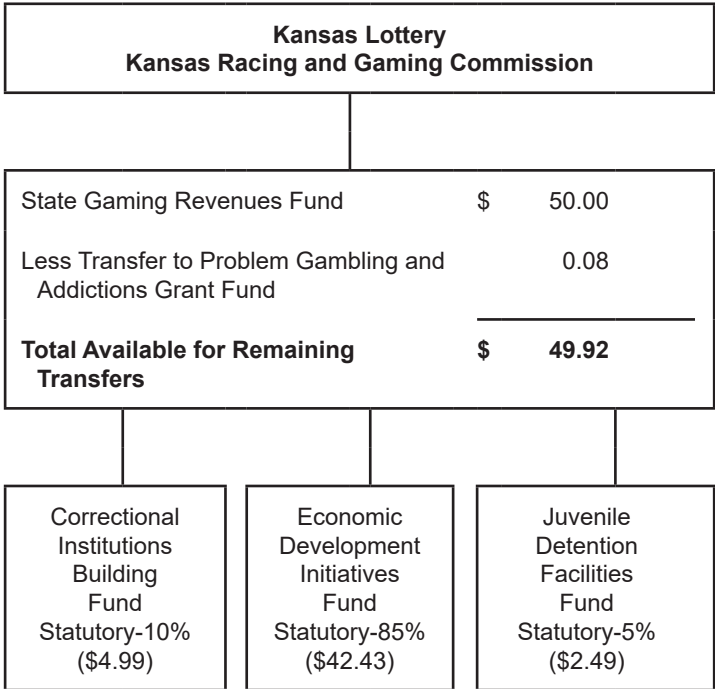 Kansas Lottery
Kansas Racing and Gaming Commission
State Gaming Revenues Fund $ 50.00
Less Transfer to Problem Gambling and 0.08
Addictions Grant Fund
Total Available for Remaining $ 49.92
Transfers
Correctional
Institutions
Building
Fund
Statutory-10%
($4.99)
Economic
Development
Initiatives
Fund
Statutory-85%
($42.43)
Juvenile
Detention
Facilities
Fund
Statutory-5%
($2.49)